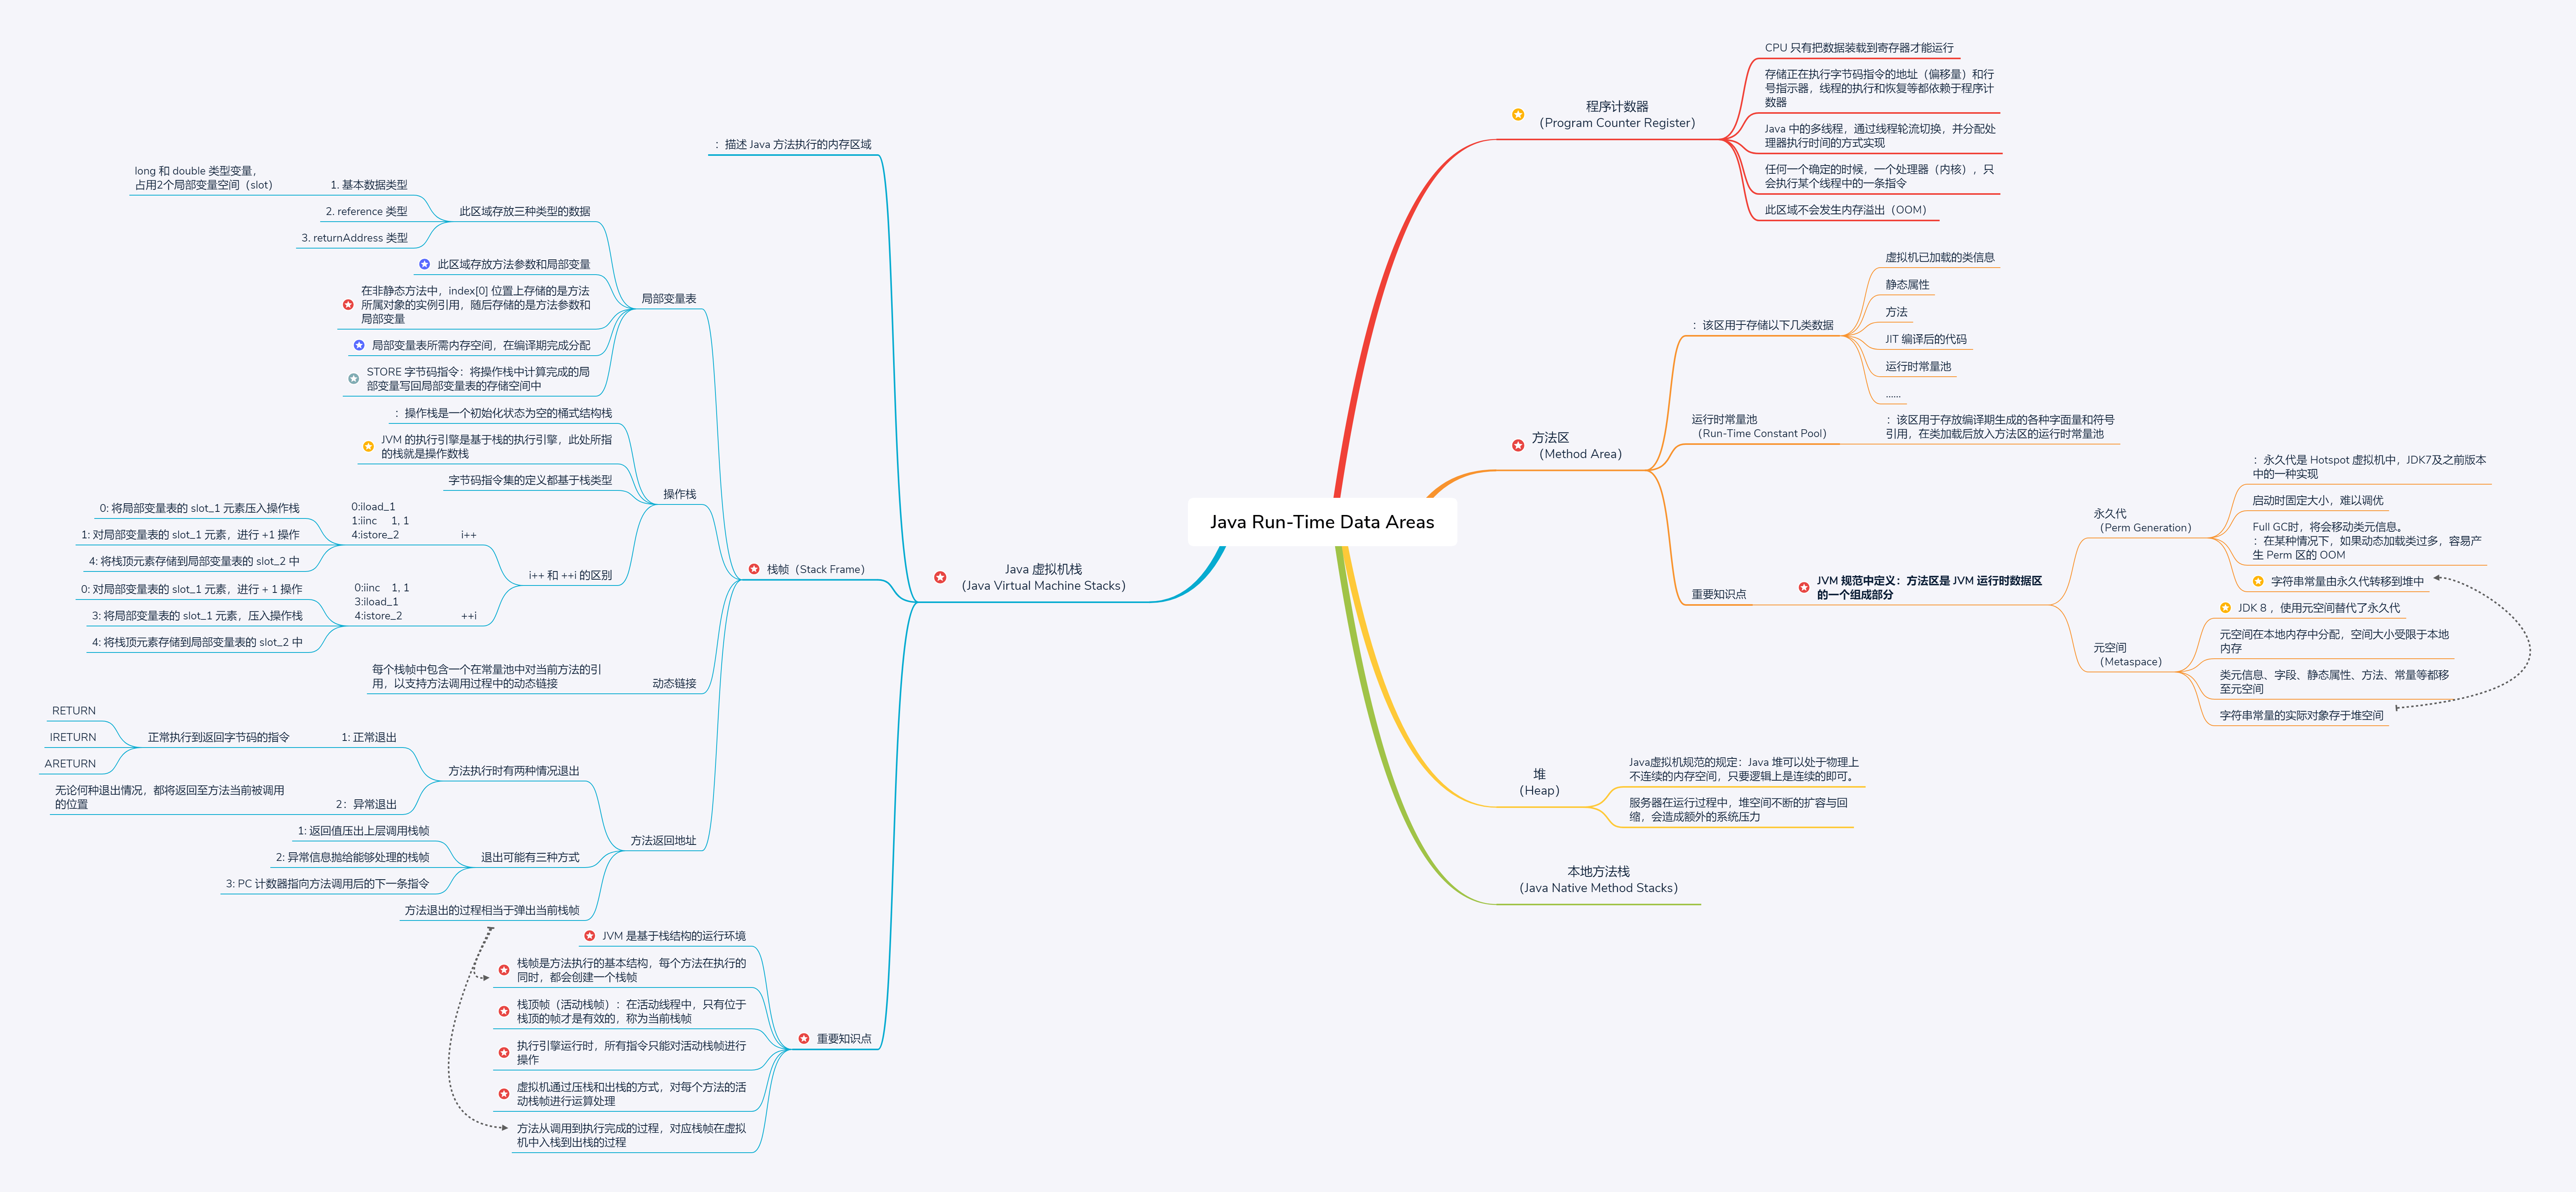 Java Run-Time Data Areas
程序计数器
（Program Counter Register）
CPU 只有把数据装载到寄存器才能运行
存储正在执行字节码指令的地址（偏移量）和行
号指示器，线程的执行和恢复等都依赖于程序计
数器
Java 中的多线程，通过线程轮流切换，并分配处
理器执行时间的方式实现
任何一个确定的时候，一个处理器（内核），只
会执行某个线程中的一条指令
此区域不会发生内存溢出（OOM）
方法区
（Method Area）
：该区用于存储以下几类数据
虚拟机已加载的类信息
静态属性
方法
JIT 编译后的代码
运行时常量池
......
运行时常量池
（Run-Time Constant Pool）
：该区用于存放编译期生成的各种字面量和符号
引用，在类加载后放入方法区的运行时常量池
重要知识点
JVM 规范中定义：方法区是 JVM 运行时数据区
的一个组成部分
永久代
（Perm Generation）
：永久代是 Hotspot 虚拟机中，JDK7及之前版本
中的一种实现
启动时固定大小，难以调优
Full GC时，将会移动类元信息。
：在某种情况下，如果动态加载类过多，容易产
生 Perm 区的 OOM
字符串常量由永久代转移到堆中
元空间
（Metaspace）
JDK 8 ，使用元空间替代了永久代
元空间在本地内存中分配，空间大小受限于本地
内存
类元信息、字段、静态属性、方法、常量等都移
至元空间
字符串常量的实际对象存于堆空间
堆
（Heap）
Java虚拟机规范的规定：Java 堆可以处于物理上
不连续的内存空间，只要逻辑上是连续的即可。
服务器在运行过程中，堆空间不断的扩容与回
缩，会造成额外的系统压力
本地方法栈
（Java Native Method Stacks）
Java 虚拟机栈
（Java Virtual Machine Stacks）
：描述 Java 方法执行的内存区域
栈帧（Stack Frame）
局部变量表
此区域存放三种类型的数据
1. 基本数据类型
long 和 double 类型变量，
占用2个局部变量空间（slot）
2. reference 类型
3. returnAddress 类型
此区域存放方法参数和局部变量
在非静态方法中，index[0] 位置上存储的是方法
所属对象的实例引用，随后存储的是方法参数和
局部变量
局部变量表所需内存空间，在编译期完成分配
STORE 字节码指令：将操作栈中计算完成的局
部变量写回局部变量表的存储空间中
操作栈
：操作栈是一个初始化状态为空的桶式结构栈
JVM 的执行引擎是基于栈的执行引擎，此处所指
的栈就是操作数栈
字节码指令集的定义都基于栈类型
i++ 和 ++i 的区别
i++
0:iload_1
1:iinc 1, 1
4:istore_2
0: 将局部变量表的 slot_1 元素压入操作栈
1: 对局部变量表的 slot_1 元素，进行 +1 操作
4: 将栈顶元素存储到局部变量表的 slot_2 中
++i
0:iinc 1, 1
3:iload_1
4:istore_2
0: 对局部变量表的 slot_1 元素，进行 + 1 操作
3: 将局部变量表的 slot_1 元素，压入操作栈
4: 将栈顶元素存储到局部变量表的 slot_2 中
动态链接
每个栈帧中包含一个在常量池中对当前方法的引
用，以支持方法调用过程中的动态链接
方法返回地址
方法执行时有两种情况退出
1: 正常退出
正常执行到返回字节码的指令
RETURN
IRETURN
ARETURN
2：异常退出
无论何种退出情况，都将返回至方法当前被调用
的位置
退出可能有三种方式
1: 返回值压出上层调用栈帧
2: 异常信息抛给能够处理的栈帧
3: PC 计数器指向方法调用后的下一条指令
方法退出的过程相当于弹出当前栈帧
重要知识点
JVM 是基于栈结构的运行环境
栈帧是方法执行的基本结构，每个方法在执行的
同时，都会创建一个栈帧
栈顶帧（活动栈帧）：在活动线程中，只有位于
栈顶的帧才是有效的，称为当前栈帧
执行引擎运行时，所有指令只能对活动栈帧进行
操作
虚拟机通过压栈和出栈的方式，对每个方法的活
动栈帧进行运算处理
方法从调用到执行完成的过程，对应栈帧在虚拟
机中入栈到出栈的过程